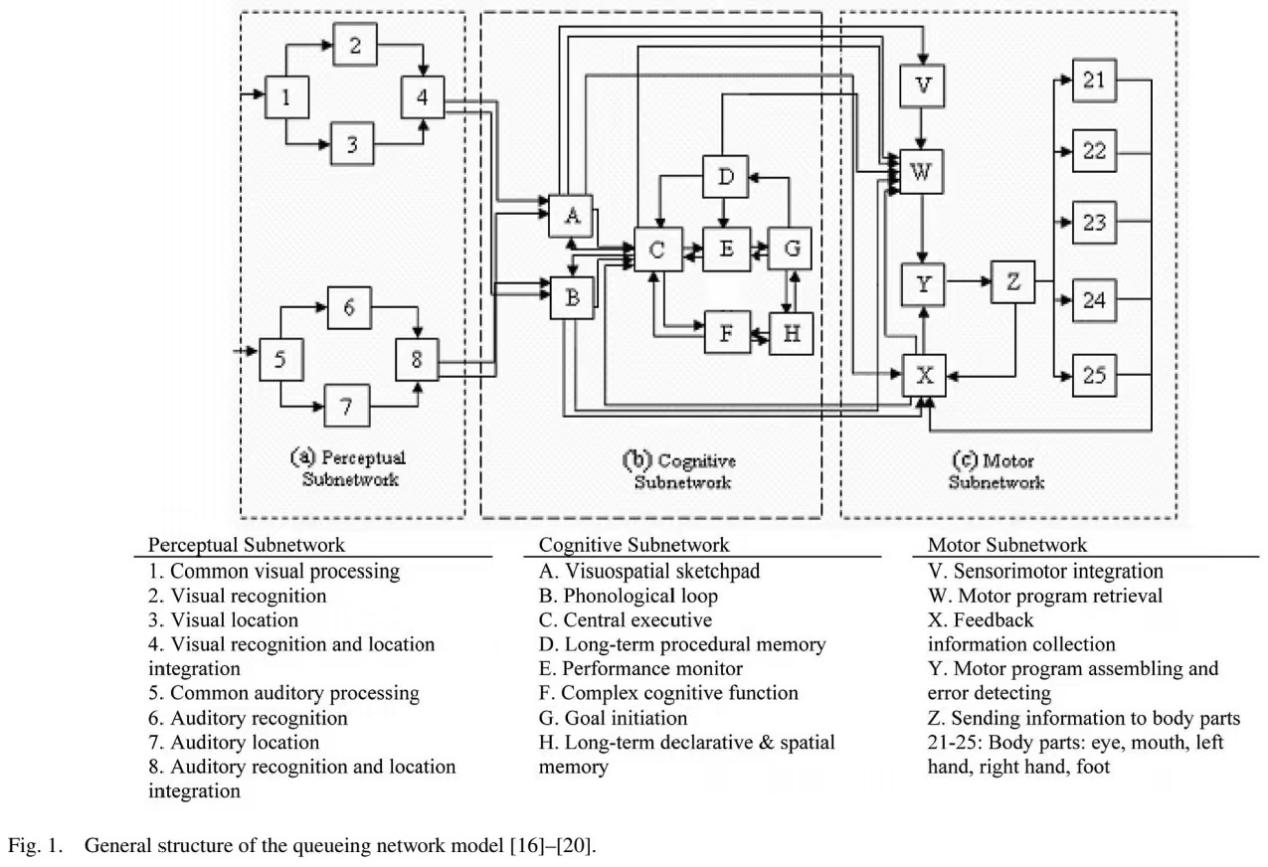 1
2
3
4
5
6
7
8
(a) Perceptual
Subnetwork
A
B
C
D
E
F
G
H
(b) Cognitive
Subnetwork
V
W
Y
Z
X
21
22
23
24
25
(c) Motor
Subnetwork
Perceptual Subnetwork
1. Common visual processing
2. Visual recognition
3. Visual location
4. Visual recognition and location
integration
5. Common auditory processing
6. Auditory recognition
7. Auditory location
8. Auditory recognition and location
integration
Cognitive Subnetwork
A. Visuospatial sketchpad
B. Phonological loop
C. Central executive
D. Long-term procedural memory
E. Performance monitor
F. Complex cognitive function
G. Goal initiation
H. Long-term declarative & spatial
memory
Motor Subnetwork
V. Sensorimotor integration
W. Motor program retrieval
X. Feedback
information collection
Y. Motor program assembling and
error detecting
Z. Sending information to body parts
21-25: Body parts: eye, mouth, left
hand, right hand, foot
Fig. 1. General structure of the queueing network model [16]–[20].